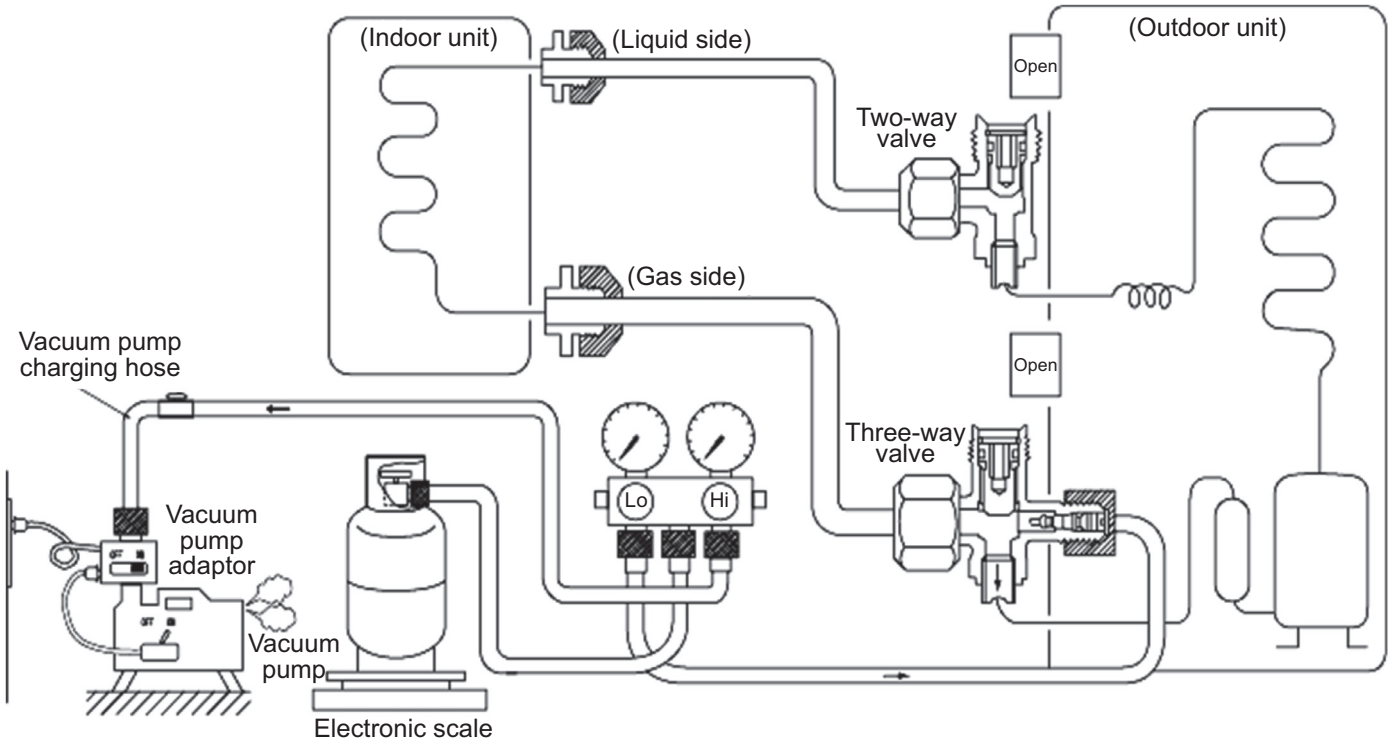 (Indoor unit)
(Liquid side)
Open
(Outdoor unit)
Two-way
valve
(Gas side)
Open
Vacuum pump
charging hose
Three-way
valve
Lo
Hi
Vacuum
pump
adaptor
Vacuum
pump
Electronic scale